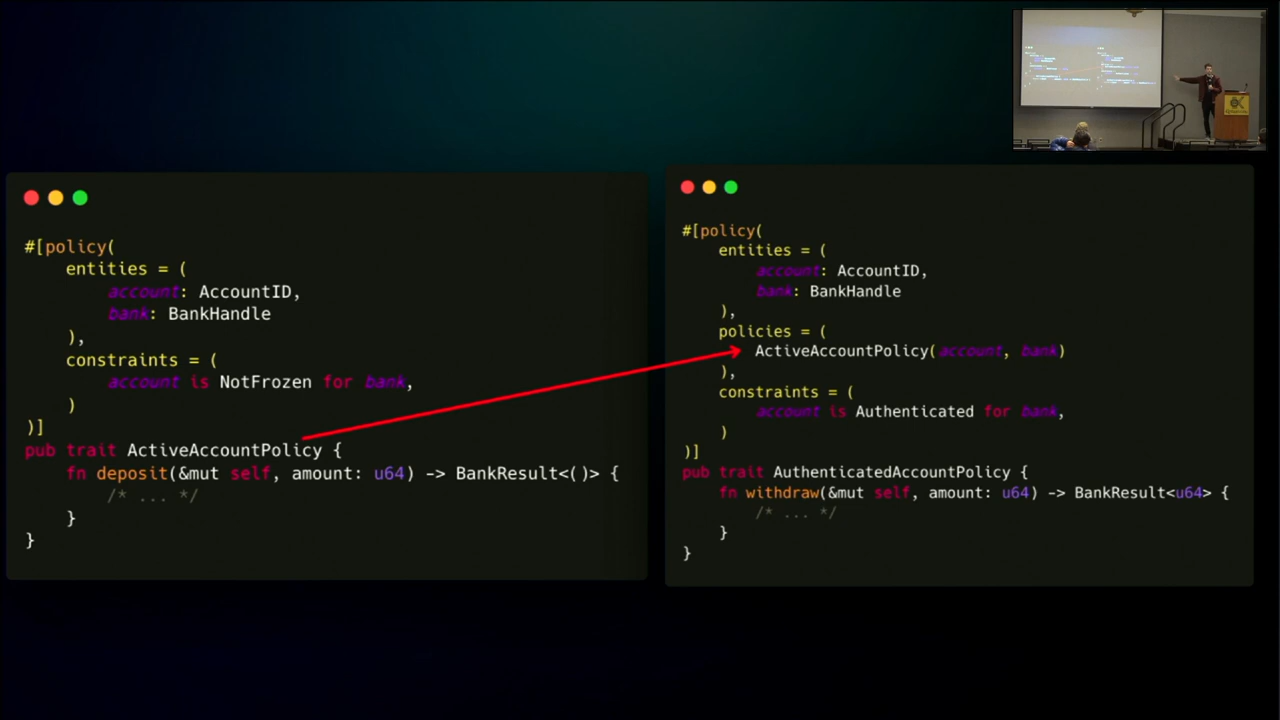 #[policy(
entities = (
account: AccountID,
bank: BankHandle
),
constraints = (
account is NotFrozen for bank,
)
)]
pub trait ActiveAccountPolicy {
fn deposit(&mut self, amount: u64) -> BankResult<()> {
/* ... */
}
}
#[policy(
entities = (
account: AccountID,
bank: BankHandle
),
policies = (
ActiveAccountPolicy(account, bank)
),
constraints = (
account is Authenticated for bank,
)
)]
pub trait AuthenticatedAccountPolicy {
fn withdraw(&mut self, amount: u64) -> BankResult<u64> {
/* ... */
}
}